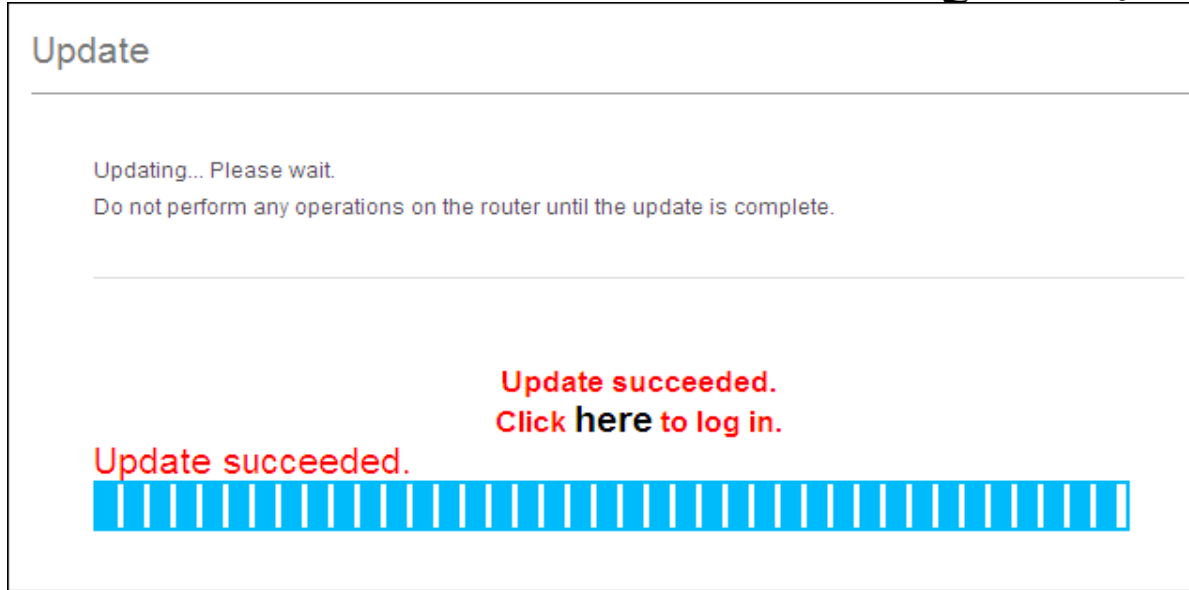 Update
Updating... Please wait.
Do not perform any operations on the router until the update is complete.
Update succeeded.
Click here to log in.
Update succeeded.